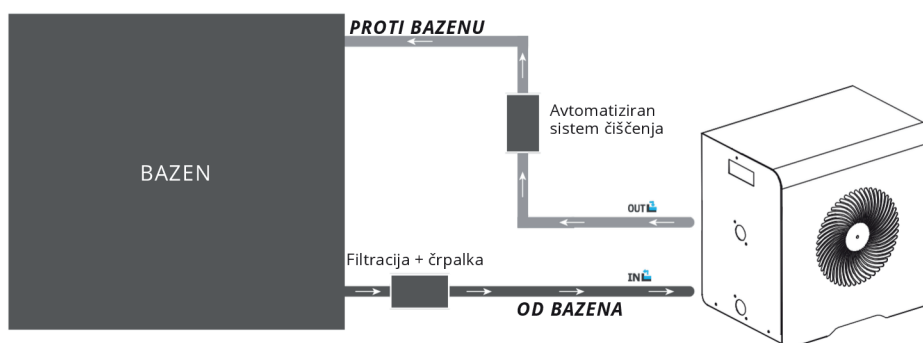 PROTI BAZENU
Avtomatiziran
sistem čiščenja
BAZEN
OUT
Filtracija + črpalka
IN
OD BAZENA